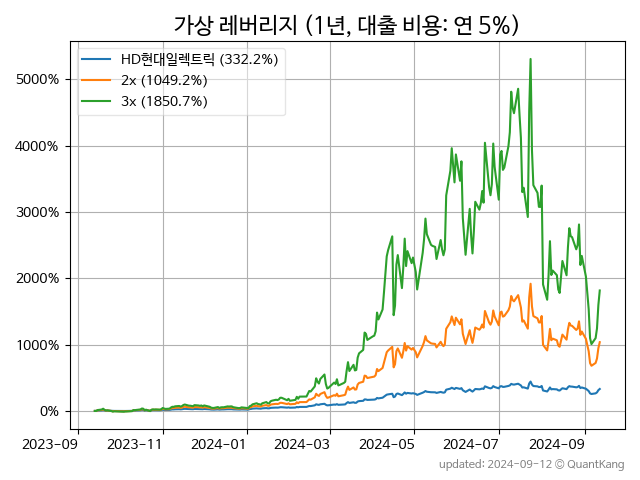 가상 레버리지 (1년, 대출 비용: 연 5%)
HD현대일렉트릭 (332.2%)
2x (1049.2%)
3x (1850.7%)
5000%
4000%
3000%
2000%
1000%
0%
2023-09 2023-11 2024-01 2024-03 2024-05 2024-07 2024-09
updated: 2024-09-12 © QuantKang